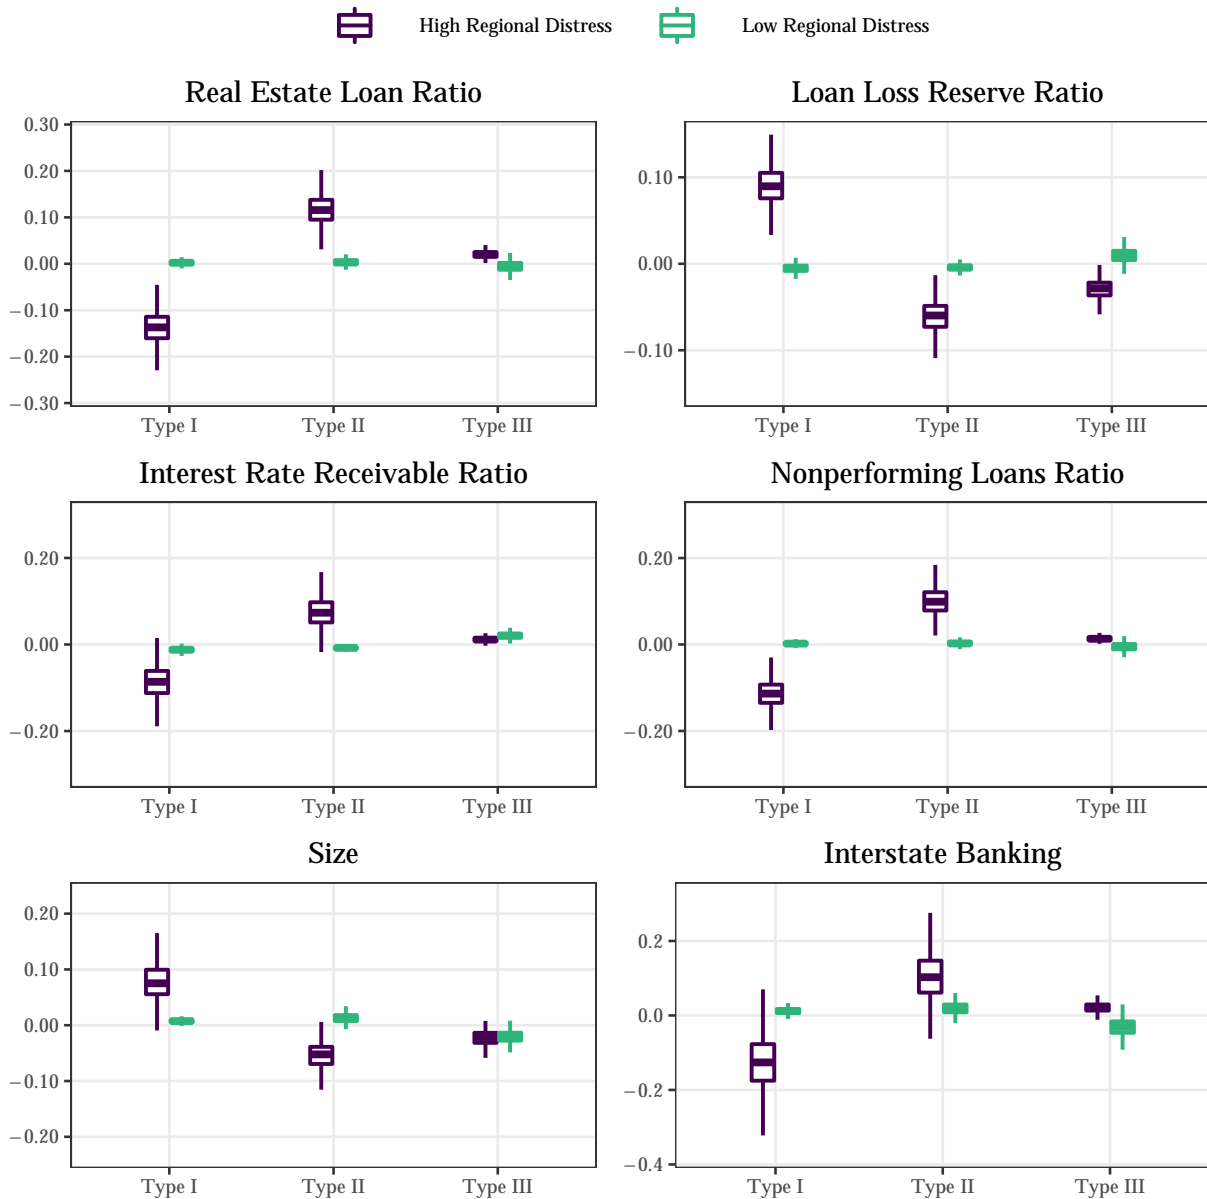 High Regional Distress Low Regional Distress
Real Estate Loan Ratio
0.30
0.20
0.10
0.00
−0.10
−0.20
−0.30
Type I Type II Type III
Loan Loss Reserve Ratio
0.10
0.00
−0.10
Type I Type II Type III
Interest Rate Receivable Ratio
0.20
0.00
−0.20
Type I Type II Type III
Nonperforming Loans Ratio
0.20
0.00
−0.20
Type I Type II Type III
Size
0.20
0.10
0.00
−0.10
−0.20
Type I Type II Type III
Interstate Banking
0.2
0.0
−0.2
−0.4
Type I Type II Type III